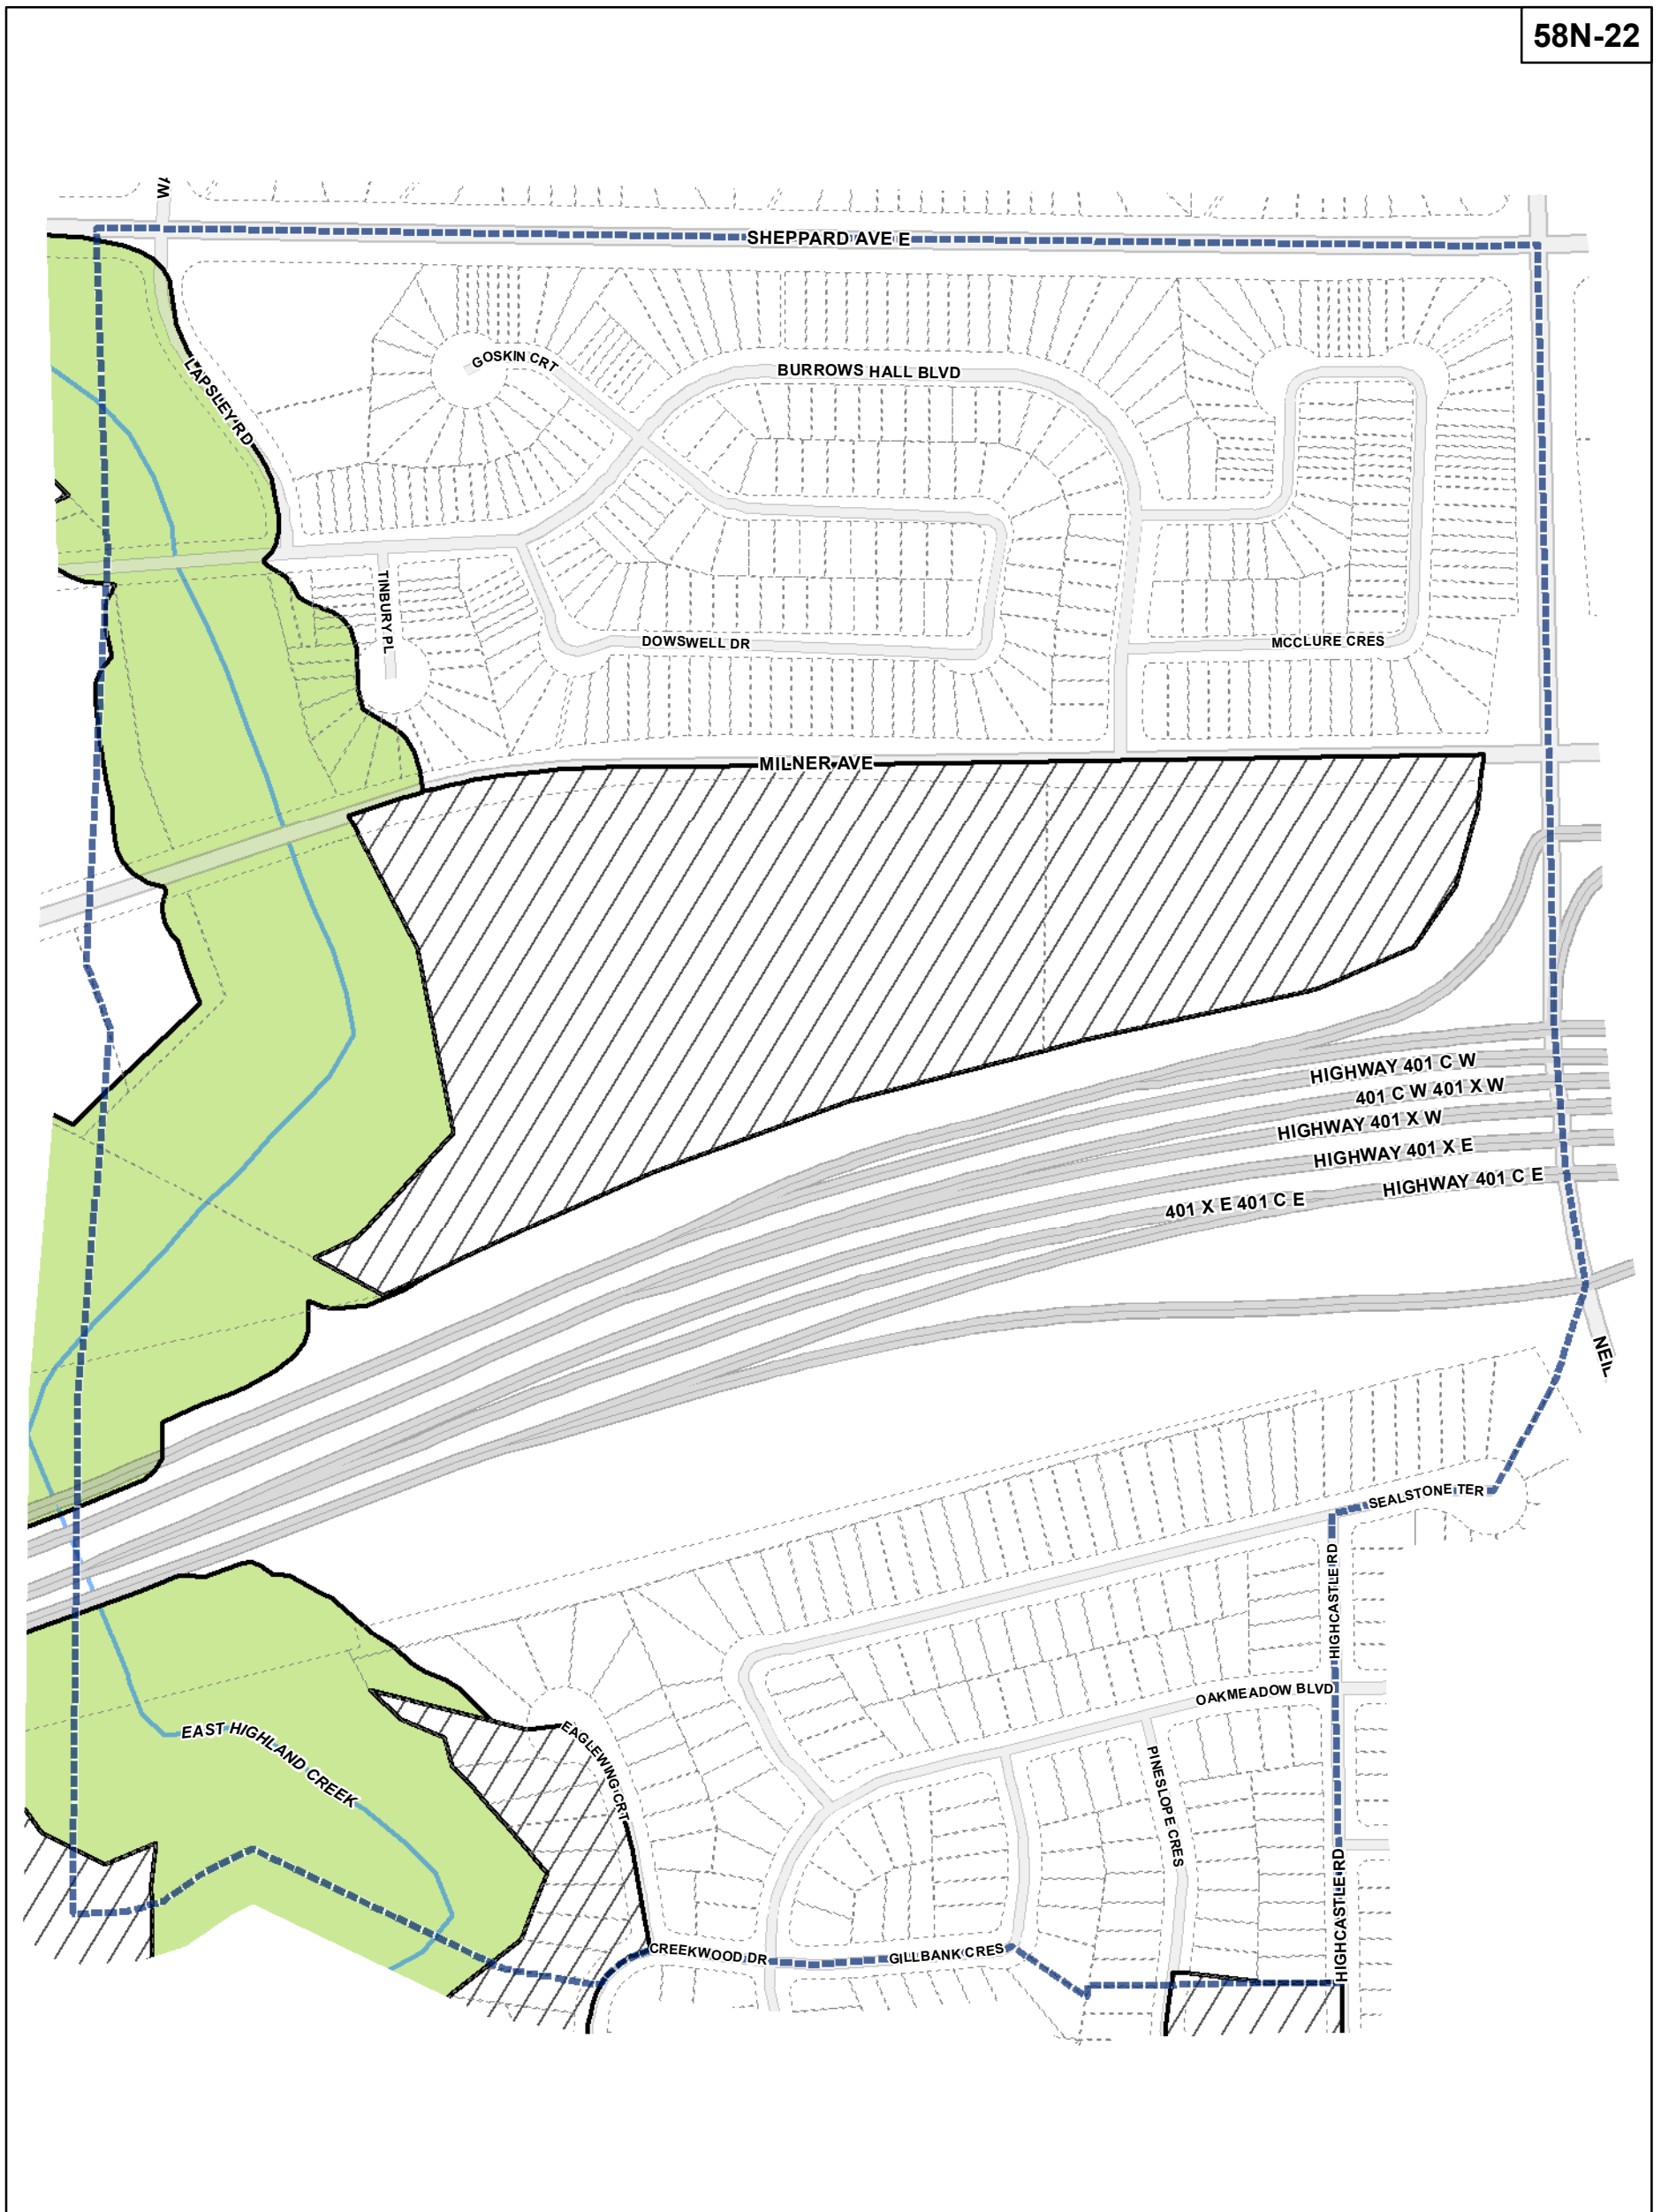 58N-22
SHEPPARD AVE E
LAPSLEY RD
GOSKIN CRT
BURROWS HALL BLVD
TINBURY PL
DOWSWELL DR
MCCLURE CRES
MILNER AVE
HIGHWAY 401 C W
401 C W 401 X W
HIGHWAY 401 X W
HIGHWAY 401 X E
HIGHWAY 401 C E
401 X E 401 C E
SEALSTONE TER
HIGHCASTLE RD
OAKMEADOW BLVD
EAGLEWING CRT
EAST HIGHLAND CREEK
PINESLOPE CRES
HIGHCASTLE RD
CREEKWOOD DR
GILLBANK CRES